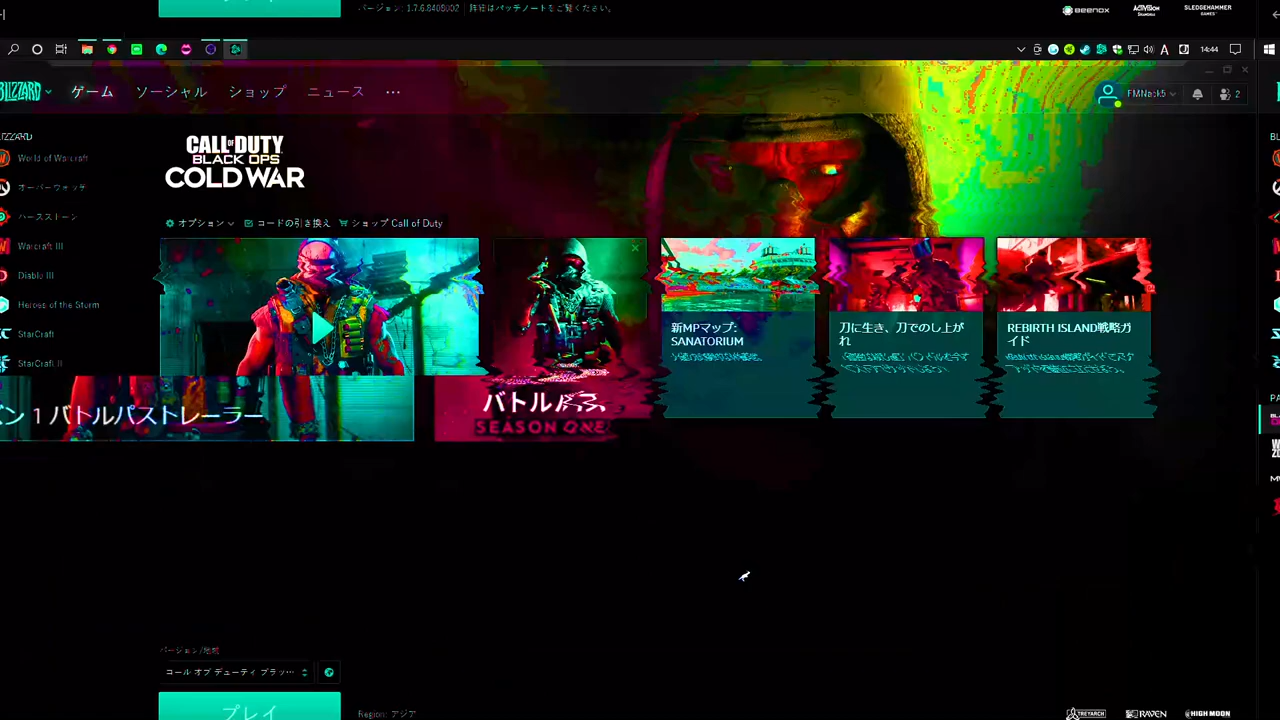 バージョン: 1.7.6.8408002 | 詳細はパッチノートをご覧ください。
BEENOX
ACTIVISION
SLEDGEHAMMER
GAMES
A
14:44
BLIZZARD
ゲーム
ソーシャル
ショップ
ニュース
FMNack5
2
World of Warcraft
オーバーウォッチ
ハースストーン
Warcraft III
Diablo III
Heroes of the Storm
StarCraft
StarCraft II
CALL OF DUTY
BLACK OPS
COLD WAR
オプション
コードの引き換え
ショップ Call of Duty
ン 1 バトルパストレーラー
バトルパス
SEASON ONE
新MPマップ:
SANATORIUM
刀に生き、刀でのし上が
れ
REBIRTH ISLAND戦略ガ
イド
バージョン/地域
コール オブ デューティ ブラッ…
プレイ
Region: アジア
TREYARCH
RAVEN
HIGH MOON